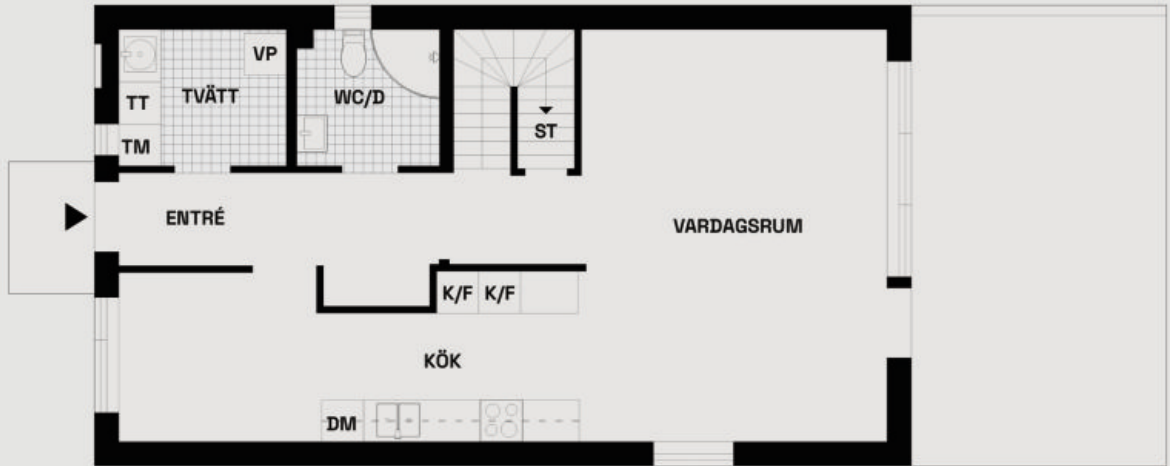 VP
TT
TVÄTT
WC/D
TM
ST
ENTRÉ
VARDAGSRUM
K/F K/F
KÖK
DM